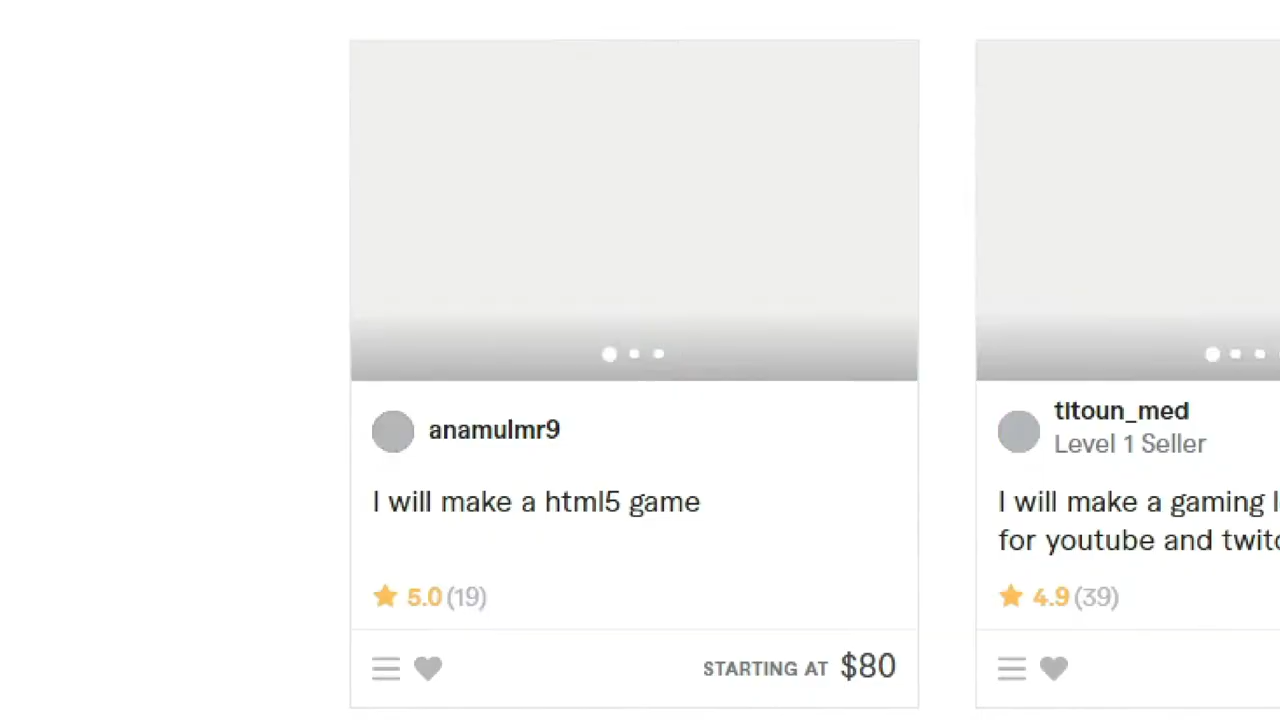 anamulmr9
I will make a html5 game
5.0 (19)
STARTING AT $80
titoun_med
Level 1 Seller
I will make a gaming
for youtube and
4.9 (39)